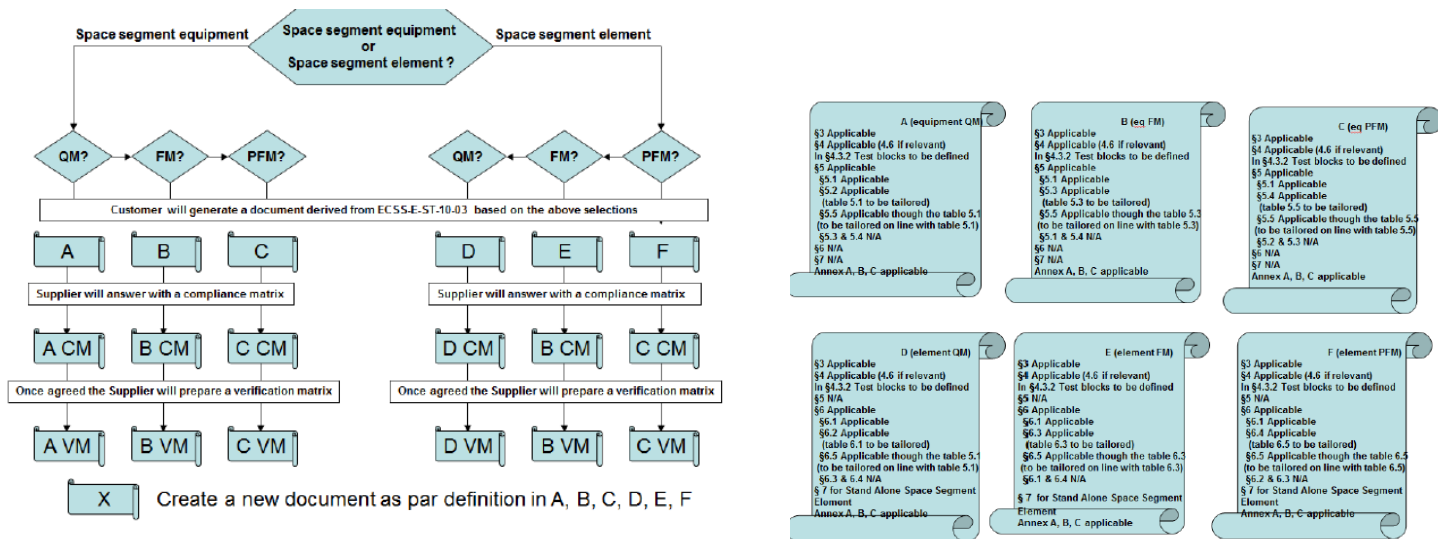 Space segment equipment
Space segment equipment
or
Space segment element ?
Space segment element
QM?
FM?
PFM?
QM?
FM?
PFM?
Customer will generate a document derived from ECSS-E-ST-10-03 based on the above selections
A
B
C
D
E
F
Supplier will answer with a compliance matrix
Supplier will answer with a compliance matrix
A CM
B CM
C CM
D CM
B CM
C CM
Once agreed the Supplier will prepare a verification matrix
Once agreed the Supplier will prepare a verification matrix
A VM
B VM
C VM
D VM
B VM
C VM
X
Create a new document as par definition in A, B, C, D, E, F
A (equipment QM)
§3 Applicable
§4 Applicable (4.6 if relevant)
In §4.3.2 Test blocks to be defined
§5 Applicable
§5.1 Applicable
§5.2 Applicable
(table 5.1 to be tailored)
§5.5 Applicable though the table 5.1
(to be tailored on line with table 5.1)
§5.3 & 5.4 N/A
§6 N/A
§7 N/A
Annex A, B, C applicable
B (eq FM)
§3 Applicable
§4 Applicable (4.6 if relevant)
In §4.3.2 Test blocks to be defined
§5 Applicable
§5.1 Applicable
§5.3 Applicable
(table 5.3 to be tailored)
§5.5 Applicable though the table 5.3
(to be tailored on line with table 5.3)
§5.1 & 5.4 N/A
§6 N/A
§7 N/A
Annex A, B, C applicable
C (eq PFM)
§3 Applicable
§4 Applicable (4.6 if relevant)
In §4.3.2 Test blocks to be defined
§5 Applicable
§5.1 Applicable
§5.4 Applicable
(table 5.5 to be tailored)
§5.5 Applicable though the table 5.5
(to be tailored on line with table 5.5)
§5.2 & 5.3 N/A
§6 N/A
§7 N/A
Annex A, B, C applicable
D (element QM)
§3 Applicable
§4 Applicable (4.6 if relevant)
In §4.3.2 Test blocks to be defined
§5 N/A
§6 Applicable
§6.1 Applicable
§6.2 Applicable
(table 6.1 to be tailored)
§6.5 Applicable though the table 5.1
(to be tailored on line with table 5.1)
§6.3 & 6.4 N/A
§ 7 for Stand Alone Space Segment
Element
Annex A, B, C applicable
E (element FM)
§3 Applicable
§4 Applicable (4.6 if relevant)
In §4.3.2 Test blocks to be defined
§5 N/A
§6 Applicable
§6.1 Applicable
§6.3 Applicable
(table 6.3 to be tailored)
§6.5 Applicable though the table 6.3
(to be tailored on line with table 6.3)
§6.1 & 6.4 N/A
§ 7 for Stand Alone Space Segment
Element
Annex A, B, C applicable
F (element PFM)
§3 Applicable
§4 Applicable (4.6 if relevant)
In §4.3.2 Test blocks to be defined
§5 N/A
§6 Applicable
§6.1 Applicable
§6.4 Applicable
(table 6.5 to be tailored)
§6.5 Applicable though the table 6.5
(to be tailored on line with table 6.5)
§6.2 & 6.3 N/A
§ 7 for Stand Alone Space Segment
Element
Annex A, B, C applicable